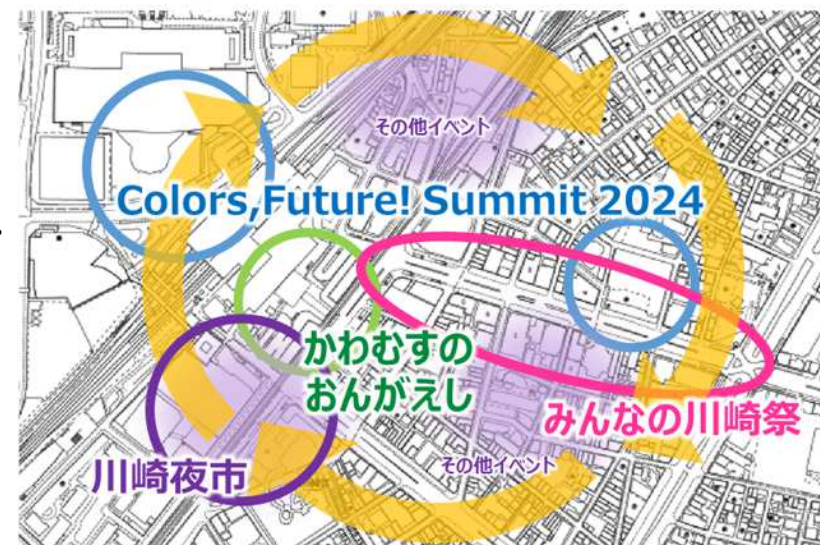 その他イベント
Colors,Future! Summit 2024
かわむすの
おんがえし
みんなの川崎祭
川崎夜市
その他イベント